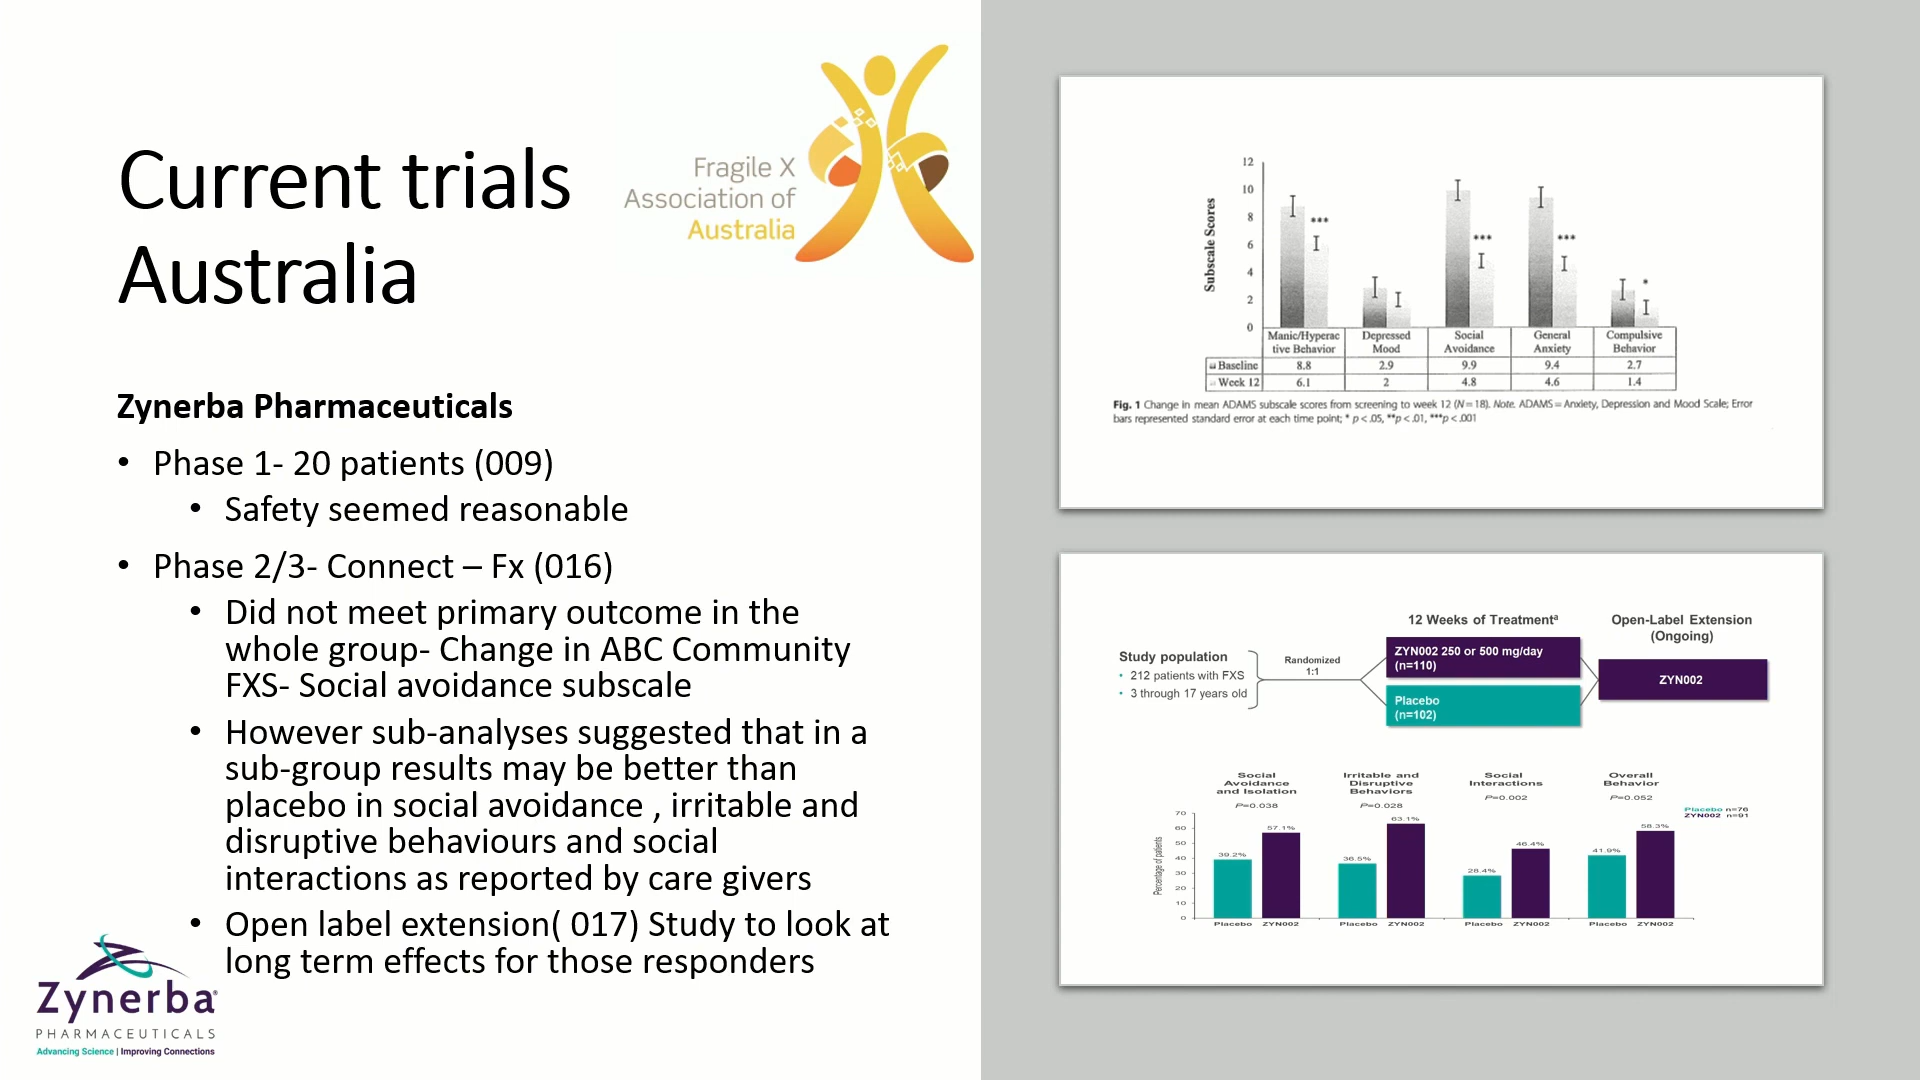 Current trials
Australia
Fragile X
Association of
Australia
Zynerba Pharmaceuticals
• Phase 1- 20 patients (009)
• Safety seemed reasonable
• Phase 2/3- Connect – Fx (016)
• Did not meet primary outcome in the
whole group- Change in ABC Community
FXS- Social avoidance subscale
• However sub-analyses suggested that in a
sub-group results may be better than
placebo in social avoidance , irritable and
disruptive behaviours and social
interactions as reported by care givers
• Open label extension( 017) Study to look at
long term effects for those responders
Zynerba®
PHARMACEUTICALS
Advancing Science | Improving Connections
Subscale Scores
12
10
8
6
4
2
0
***
***
***
*
Manic/Hyperac Depressed Social General Compulsive
tive Behavior Mood Avoidance Anxiety Behavior
Baseline 8.8 2.9 9.9 9.4 2.7
Week 12 6.1 2 4.8 4.6 1.4
Fig. 1 Change in mean ADAMS subscale scores from screening to week 12 (N=18). Note. ADAMS=Anxiety, Depression and Mood Scale; Error
bars represented standard error at each time point; * p<.05, **p<.01, ***p<.001
12 Weeks of Treatmentª
Open-Label Extension
(Ongoing)
Study population
• 212 patients with FXS
• 3 through 17 years old
Randomized
1:1
ZYN002 250 or 500 mg/day
(n=110)
Placebo
(n=102)
ZYN002
Social
Avoidance
and Isolation
P=0.038
Irritable and
Disruptive
Behaviors
P=0.028
Social
Interactions
P=0.002
Overall
Behavior
P=0.052
Placebo n=76
ZYN002 n=91
Percentage of patients
70
60
50
40
30
20
10
0
39.2% 57.1% 36.5% 63.1% 28.4% 46.4% 41.9% 58.3%
Placebo ZYN002 Placebo ZYN002 Placebo ZYN002 Placebo ZYN002